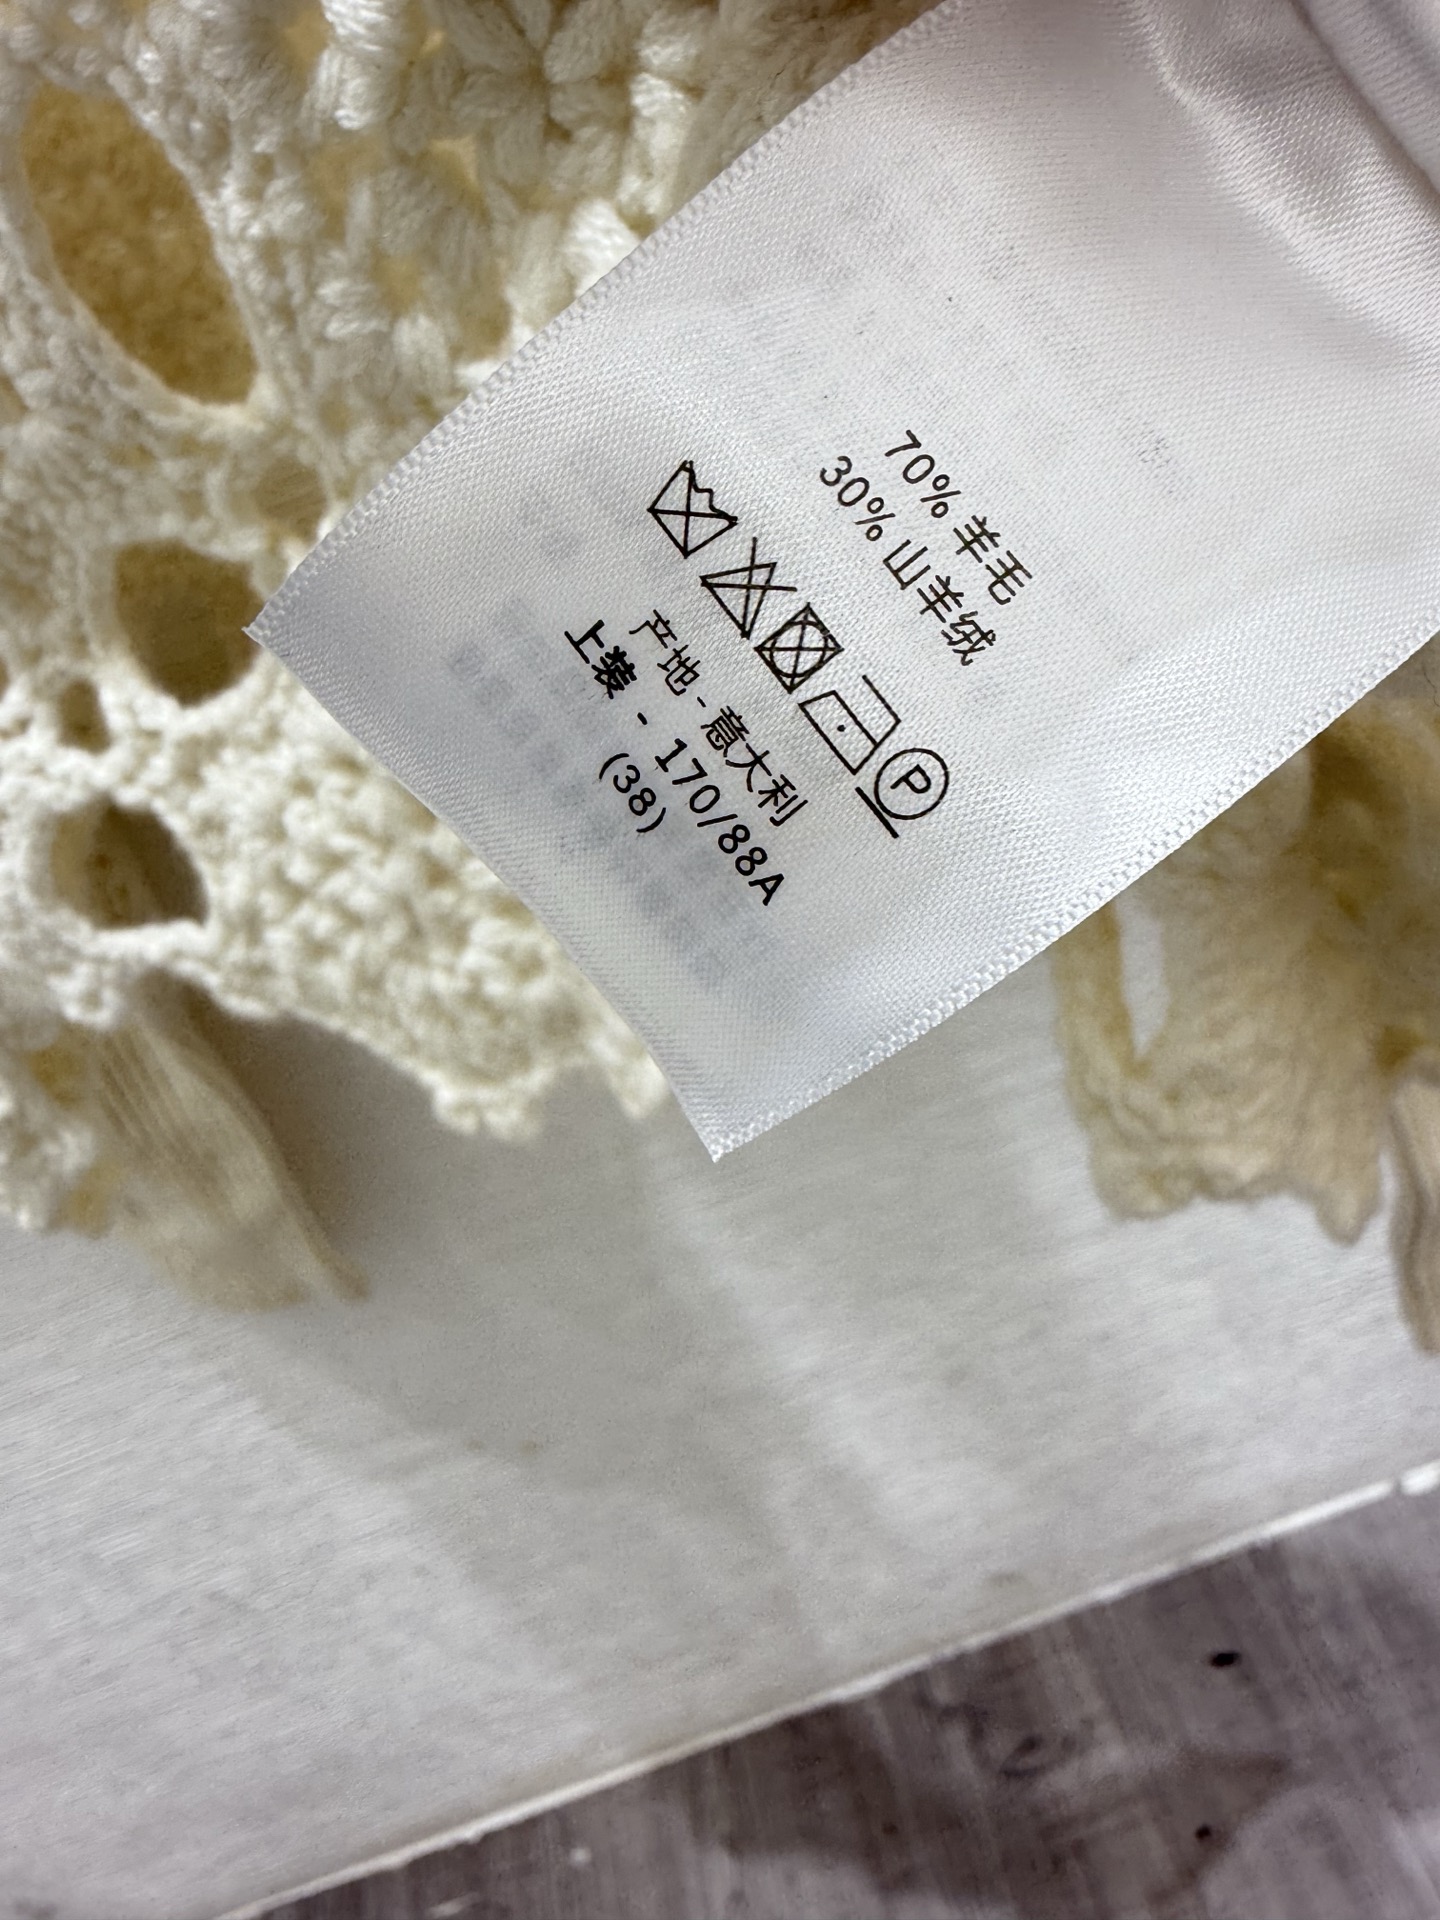 70% 羊毛
30% 山羊绒
P
产地-意大利
上装 - 170/88A
(38)